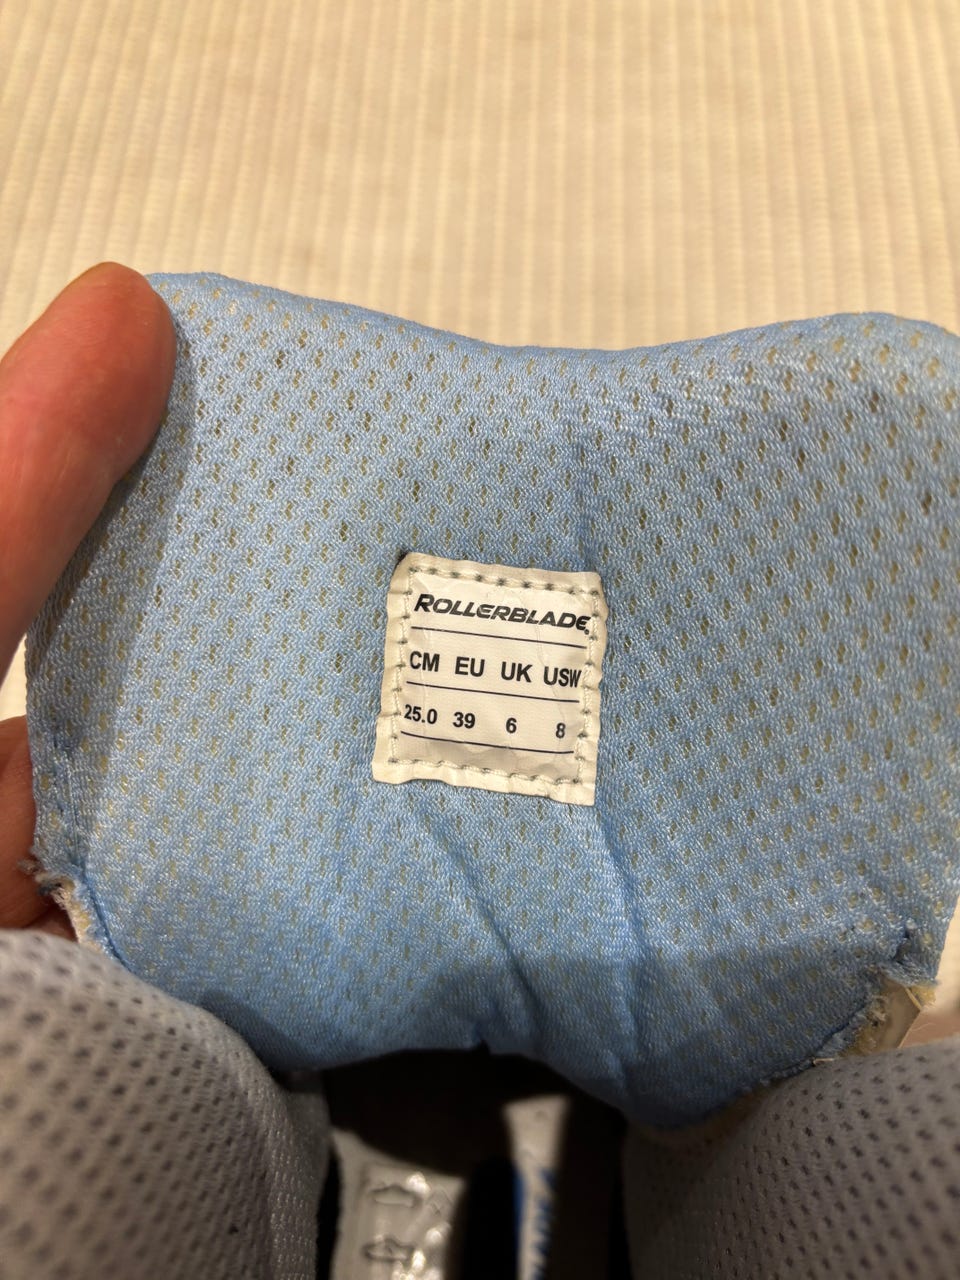 ROLLERBLADE
CM EU UK USW
25.0 39 6 8